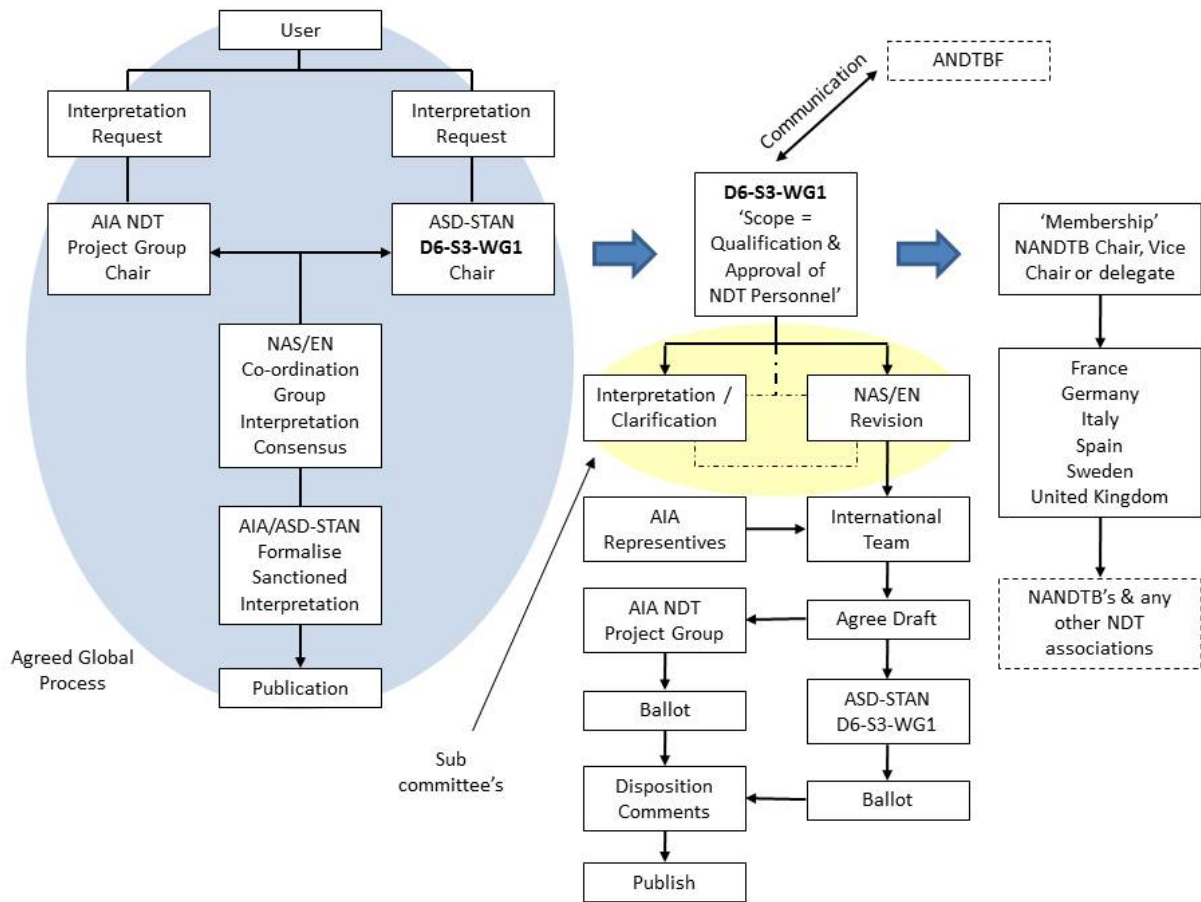 User
Interpretation
Request
Interpretation
Request
AIA NDT
Project Group
Chair
ASD-STAN
D6-S3-WG1
Chair
NAS/EN
Co-ordination
Group
Interpretation
Consensus
AIA/ASD-STAN
Formalise
Sanctioned
Interpretation
Publication
Agreed Global
Process
ANDTBF
Communication
D6-S3-WG1
‘Scope =
Qualification &
Approval of
NDT Personnel’
Interpretation /
Clarification
NAS/EN
Revision
AIA
Representives
International
Team
AIA NDT
Project Group
Agree Draft
Ballot
ASD-STAN
D6-S3-WG1
Sub
committee’s
Disposition
Comments
Ballot
Publish
‘Membership’
NANDTB Chair, Vice
Chair or delegate
France
Germany
Italy
Spain
Sweden
United Kingdom
NANDTB’s & any
other NDT
associations